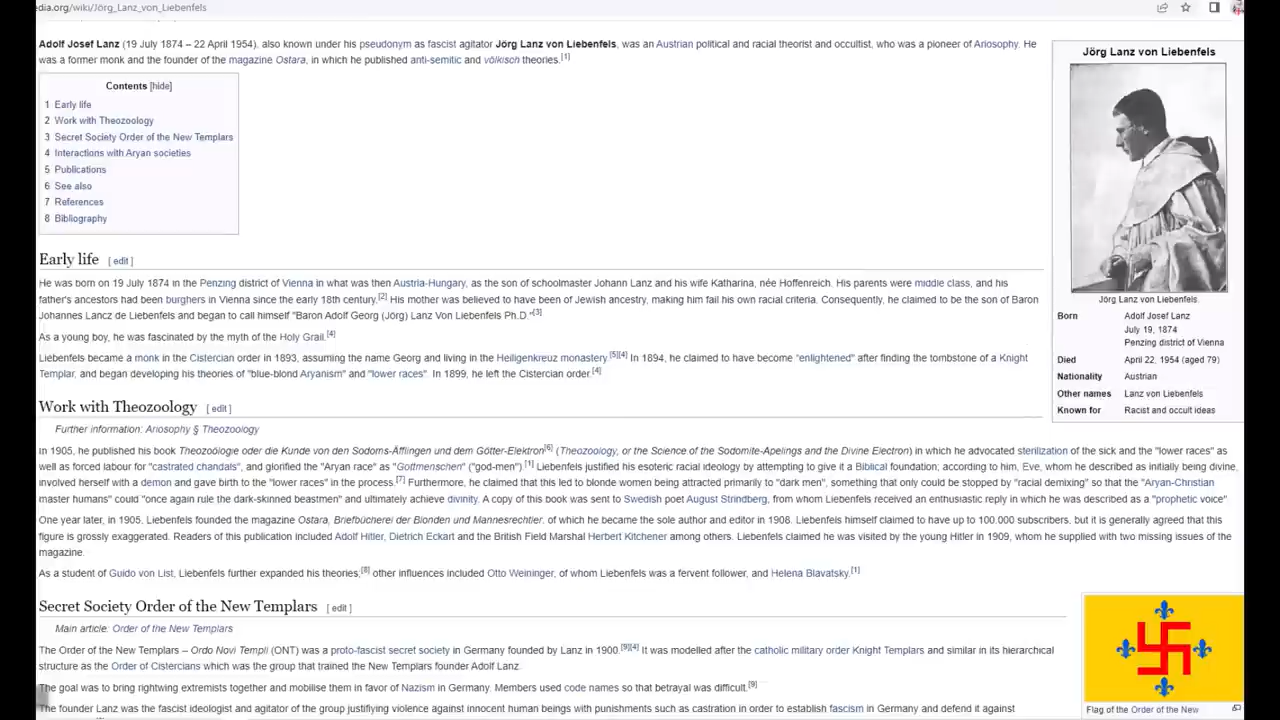 edia.org/wiki/Jörg_Lanz_von_Liebenfels
Adolf Josef Lanz (19 July 1874 – 22 April 1954). also known under his pseudonym as fascist agitator Jörg Lanz von Liebenfels, was an Austrian political and racial theorist and occultist, who was a pioneer of Ariosophy. He
was a former monk and the founder of the magazine Ostara, in which he published anti-semitic and völkisch theories.[1]
Contents [hide]
1 Early life
2 Work with Theozoology
3 Secret Society Order of the New Templars
4 Interactions with Aryan societies
5 Publications
6 See also
7 References
8 Bibliography
Jörg Lanz von Liebenfels
Jörg Lanz von Liebenfels.
Born Adolf Josef Lanz
July 19, 1874
Penzing district of Vienna
Died April 22, 1954 (aged 79)
Nationality Austrian
Other names Lanz von Liebenfels
Known for Racist and occult ideas
Early life [ edit ]
He was born on 19 July 1874 in the Penzing district of Vienna in what was then Austria-Hungary, as the son of schoolmaster Johann Lanz and his wife Katharina, née Hoffenreich. His parents were middle class, and his
father's ancestors had been burghers in Vienna since the early 18th century.[2] His mother was believed to have been of Jewish ancestry, making him fail his own racial criteria. Consequently, he claimed to be the son of Baron
Johannes Lancz de Liebenfels and began to call himself "Baron Adolf Georg (Jörg) Lanz Von Liebenfels Ph.D."[3]
As a young boy, he was fascinated by the myth of the Holy Grail.[4]
Liebenfels became a monk in the Cistercian order in 1893, assuming the name Georg and living in the Heiligenkreuz monastery.[5][4] In 1894, he claimed to have become "enlightened" after finding the tombstone of a Knight
Templar, and began developing his theories of "blue-blond Aryanism" and "lower races". In 1899, he left the Cistercian order.[4]
Work with Theozoology [ edit ]
Further information: Ariosophy § Theozoology
In 1905, he published his book Theozoölogie oder die Kunde von den Sodoms-Äfflingen und dem Götter-Elektron[6] (Theozoology, or the Science of the Sodomite-Apelings and the Divine Electron) in which he advocated sterilization of the sick and the "lower races" as
well as forced labour for "castrated chandals", and glorified the "Aryan race" as "Gottmenschen" ("god-men").[1] Liebenfels justified his esoteric racial ideology by attempting to give it a Biblical foundation; according to him, Eve, whom he described as initially being divine,
involved herself with a demon and gave birth to the "lower races" in the process.[7] Furthermore, he claimed that this led to blonde women being attracted primarily to "dark men", something that only could be stopped by "racial demixing" so that the "Aryan-Christian
master humans" could "once again rule the dark-skinned beastmen" and ultimately achieve divinity. A copy of this book was sent to Swedish poet August Strindberg, from whom Liebenfels received an enthusiastic reply in which he was described as a "prophetic voice"
One year later, in 1905. Liebenfels founded the magazine Ostara, Briefbücherei der Blonden und Mannesrechtler. of which he became the sole author and editor in 1908. Liebenfels himself claimed to have up to 100.000 subscribers. but it is generally agreed that this
figure is grossly exaggerated. Readers of this publication included Adolf Hitler, Dietrich Eckart and the British Field Marshal Herbert Kitchener among others. Liebenfels claimed he was visited by the young Hitler in 1909, whom he supplied with two missing issues of the
magazine.
As a student of Guido von List, Liebenfels further expanded his theories;[8] other influences included Otto Weininger, of whom Liebenfels was a fervent follower, and Helena Blavatsky.[1]
Secret Society Order of the New Templars [ edit ]
Main article: Order of the New Templars
The Order of the New Templars – Ordo Novi Templi (ONT) was a proto-fascist secret society in Germany founded by Lanz in 1900.[9][4] It was modelled after the catholic military order Knight Templars and similar in its hierarchical
structure as the Order of Cistercians which was the group that trained the New Templars founder Adolf Lanz.
The goal was to bring rightwing extremists together and mobilise them in favor of Nazism in Germany. Members used code names so that betrayal was difficult.[9]
The founder Lanz was the fascist ideologist and agitator of the group justifying violence against innocent human beings with punishments such as castration in order to establish fascism in Germany and defend it against
Flag of the Order of the New